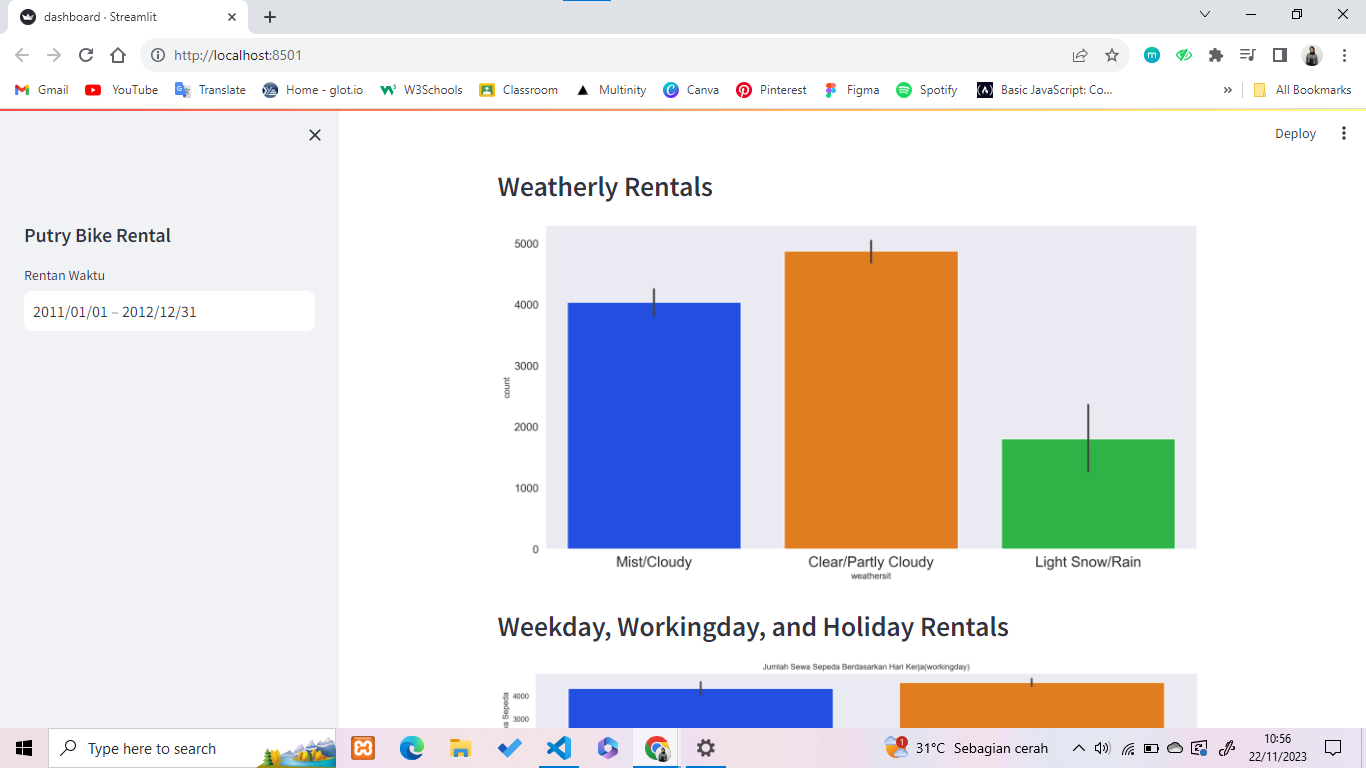 dashboard · Streamlit
http://localhost:8501
m
Gmail YouTube Translate Home - glot.io W3Schools Classroom Multinity Canva Pinterest Figma Spotify Basic JavaScript: Co... » All Bookmarks
Deploy
Putry Bike Rental
Rentan Waktu
2011/01/01 – 2012/12/31
Weatherly Rentals
5000
4000
3000
2000
1000
0
count
Mist/Cloudy Clear/Partly Cloudy Light Snow/Rain
weathersit
Weekday, Workingday, and Holiday Rentals
Jumlah Sewa Sepeda Berdasarkan Hari Kerja(workingday)
4000
3000
Sepeda
Type here to search
1
31°C Sebagian cerah
10:56
22/11/2023